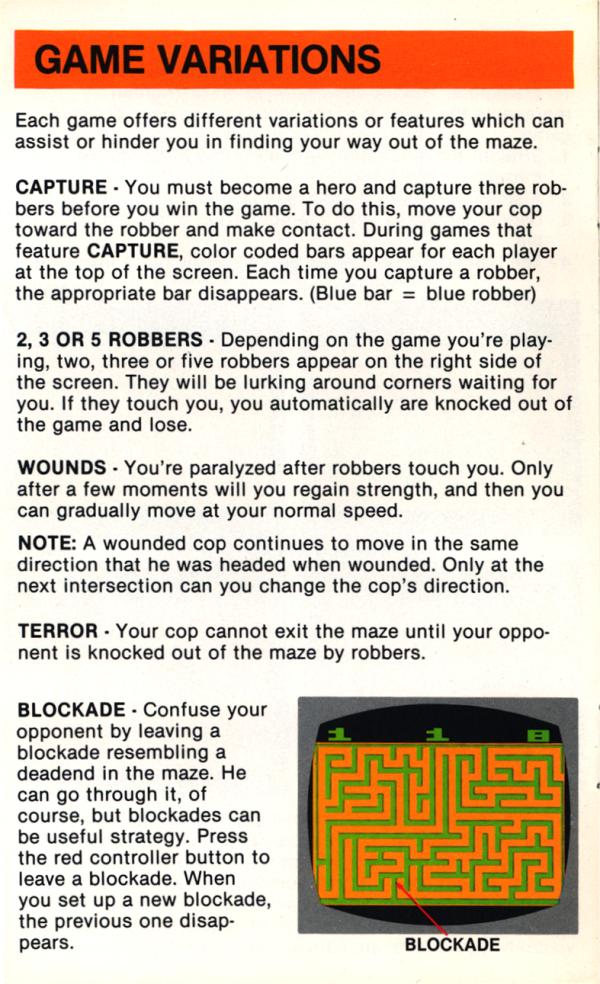 GAME VARIATIONS
Each game offers different variations or features which can
assist or hinder you in finding your way out of the maze.
CAPTURE - You must become a hero and capture three rob-
bers before you win the game. To do this, move your cop
toward the robber and make contact. During games that
feature CAPTURE, color coded bars appear for each player
at the top of the screen. Each time you capture a robber,
the appropriate bar disappears. (Blue bar = blue robber)
2, 3 OR 5 ROBBERS - Depending on the game you're play-
ing, two, three or five robbers appear on the right side of
the screen. They will be lurking around corners waiting for
you. If they touch you, you automatically are knocked out of
the game and lose.
WOUNDS - You're paralyzed after robbers touch you. Only
after a few moments will you regain strength, and then you
can gradually move at your normal speed.
NOTE: A wounded cop continues to move in the same
direction that he was headed when wounded. Only at the
next intersection can you change the cop's direction.
TERROR - Your cop cannot exit the maze until your oppo-
nent is knocked out of the maze by robbers.
BLOCKADE - Confuse your
opponent by leaving a
blockade resembling a
deadend in the maze. He
can go through it, of
course, but blockades can
be useful strategy. Press
the red controller button to
leave a blockade. When
you set up a new blockade,
the previous one disap-
pears.
1 1 8
BLOCKADE